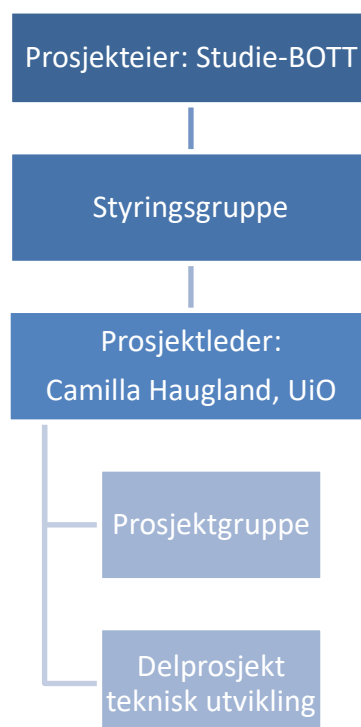 Prosjekteier: Studie-BOTT
Styringsgruppe
Prosjektleder:
Camilla Haugland, UiO
Prosjektgruppe
Delprosjekt
teknisk utvikling